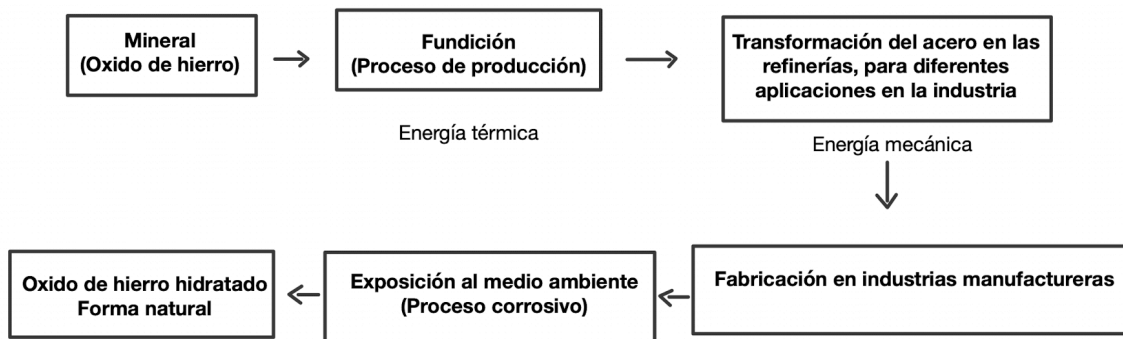 Mineral
(Oxido de hierro)
Fundición
(Proceso de producción)
Energía térmica
Transformación del acero en las
refinerías, para diferentes
aplicaciones en la industria
Energía mecánica
Fabricación en industrias manufactureras
Exposición al medio ambiente
(Proceso corrosivo)
Oxido de hierro hidratado
Forma natural